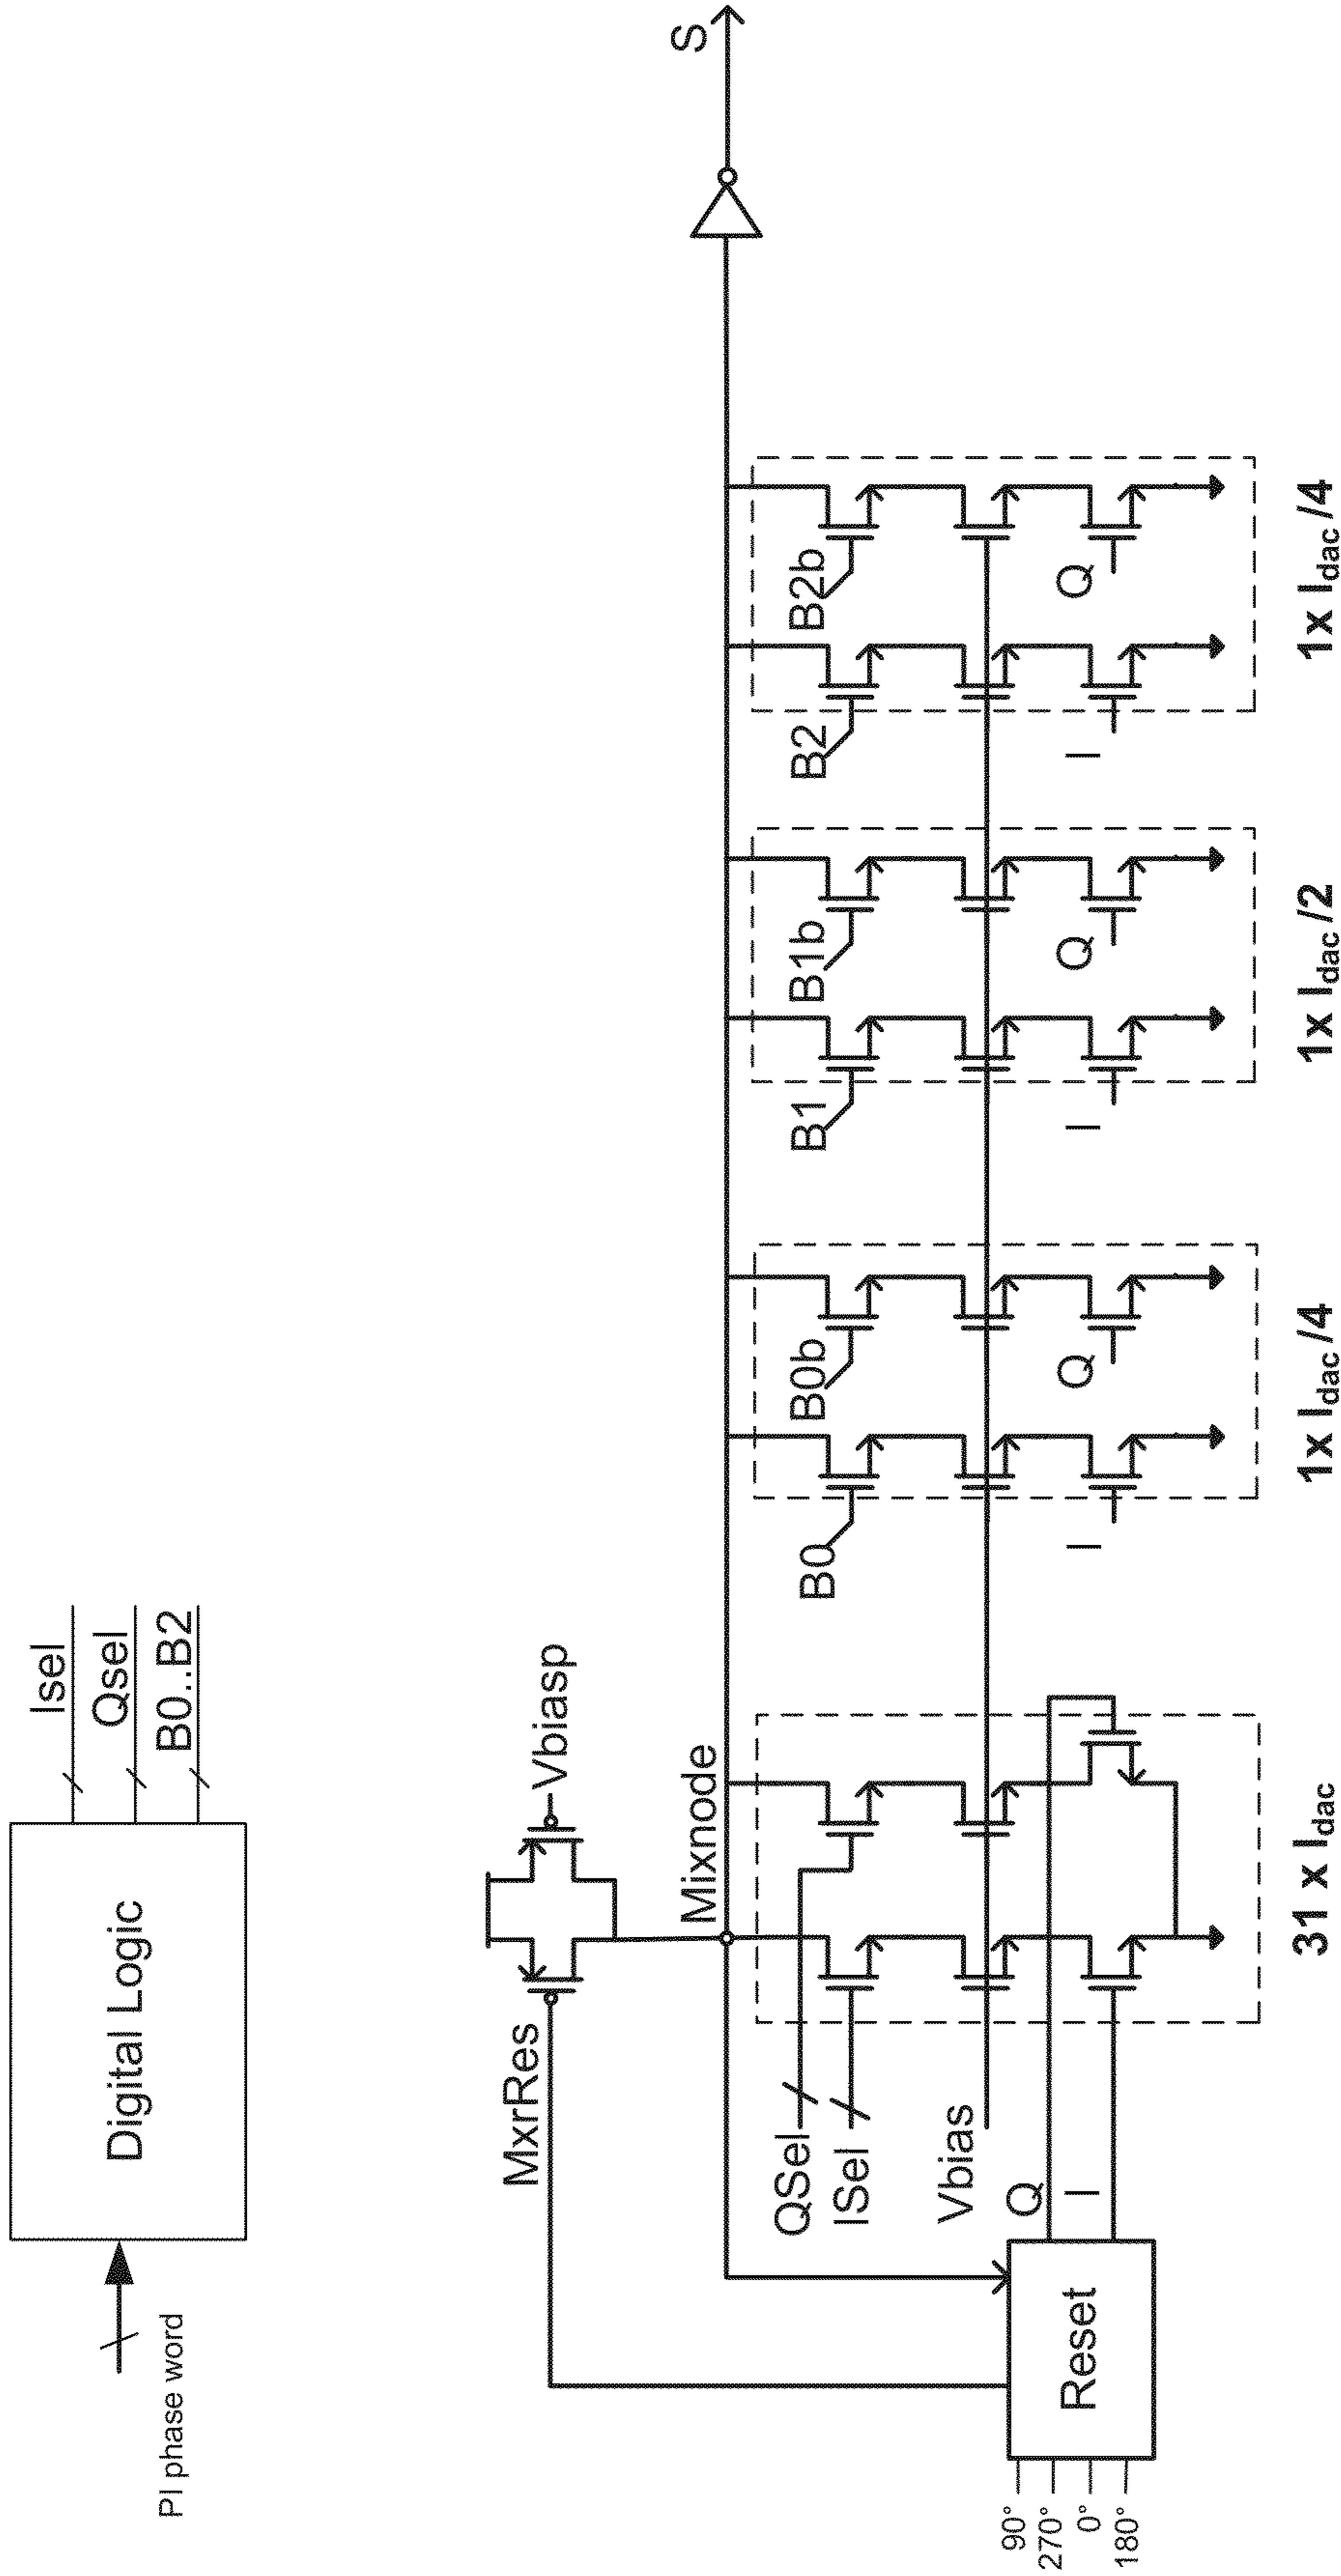 PI phase word
Digital Logic
Isel
Qsel
B0..B2
MxrRes
Vbiasp
Mixnode
S
QSel
ISel
Vbias
Q
I
Reset
90°
270°
0°
180°
B0
B0b
I
Q
B1
B1b
I
Q
B2
B2b
I
Q
31 x Idac
1x Idac/4
1x Idac/2
1x Idac/4